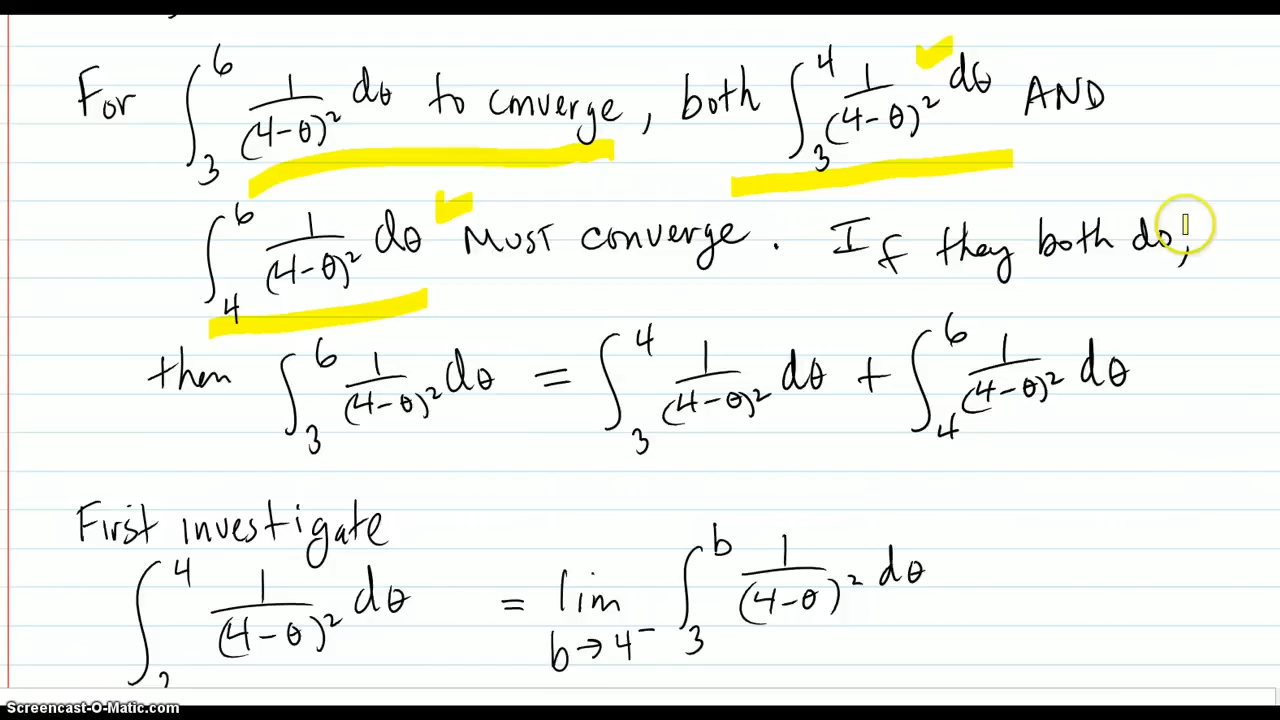 For ∫₃⁶ 1/(4-θ)² dθ to converge, both ∫₃⁴ 1/(4-θ)² dθ AND
∫₄⁶ 1/(4-θ)² dθ MUST converge. If they both do,
then ∫₃⁶ 1/(4-θ)² dθ = ∫₃⁴ 1/(4-θ)² dθ + ∫₄⁶ 1/(4-θ)² dθ
First investigate
∫⁴ 1/(4-θ)² dθ = lim b→4⁻ ∫₃ᵇ 1/(4-θ)² dθ
Screencast-O-Matic.com